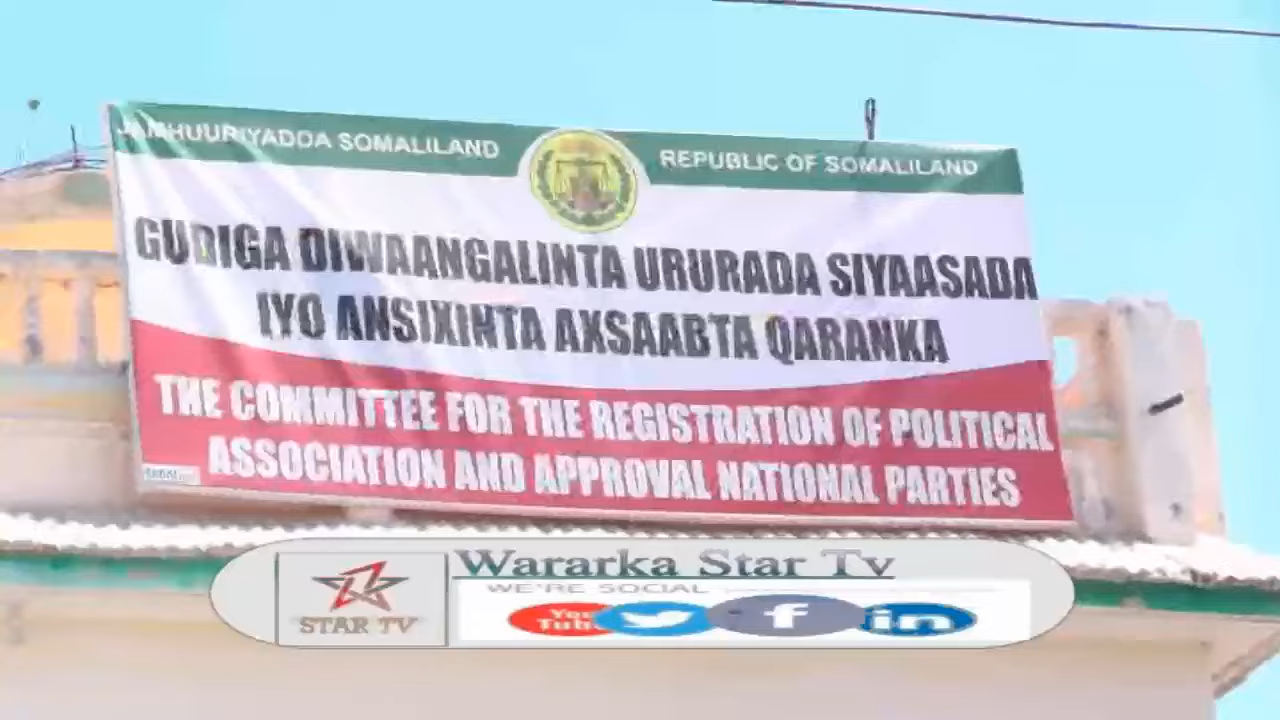 JAMHUURIYADDA SOMALILAND
REPUBLIC OF SOMALILAND
GUDIGA DIWAANGALINTA URURADA SIYAASADA
IYO ANSIXINTA AXSAABTA QARANKA
THE COMMITTEE FOR THE REGISTRATION OF POLITICAL
ASSOCIATION AND APPROVAL NATIONAL PARTIES
Wararka Star Tv
WE'RE SOCIAL
STAR TV
You
Tube
f
in